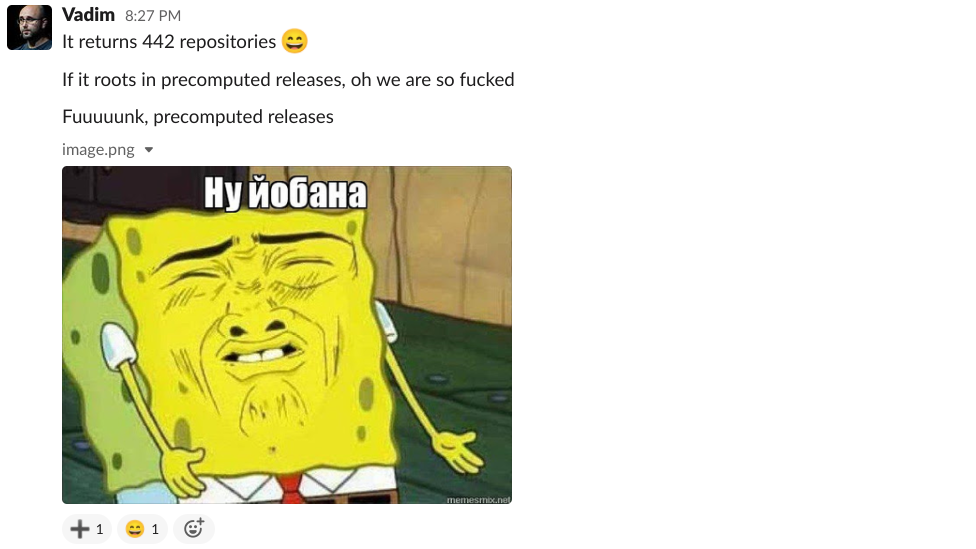 Vadim 8:27 PM
It returns 442 repositories 😄
If it roots in precomputed releases, oh we are so fucked
Fuuuuunk, precomputed releases
image.png
Ну йобана
memesmix.net
1 1